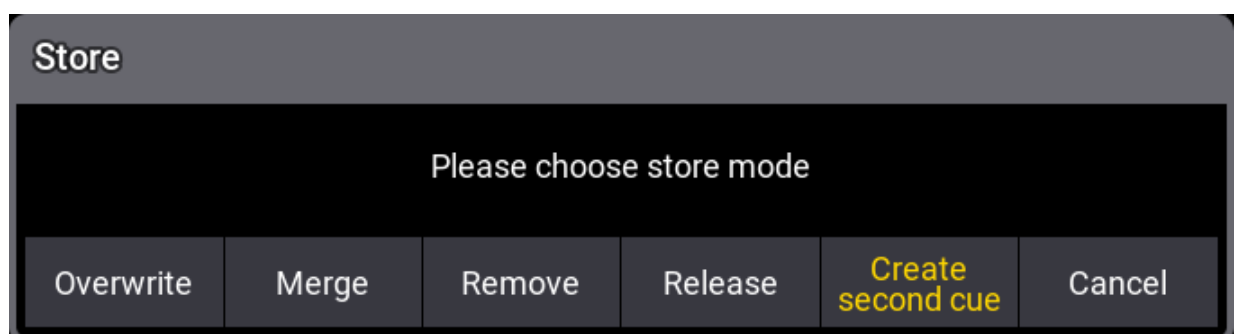 Store
Please choose store mode
Overwrite Merge Remove Release Create second cue Cancel